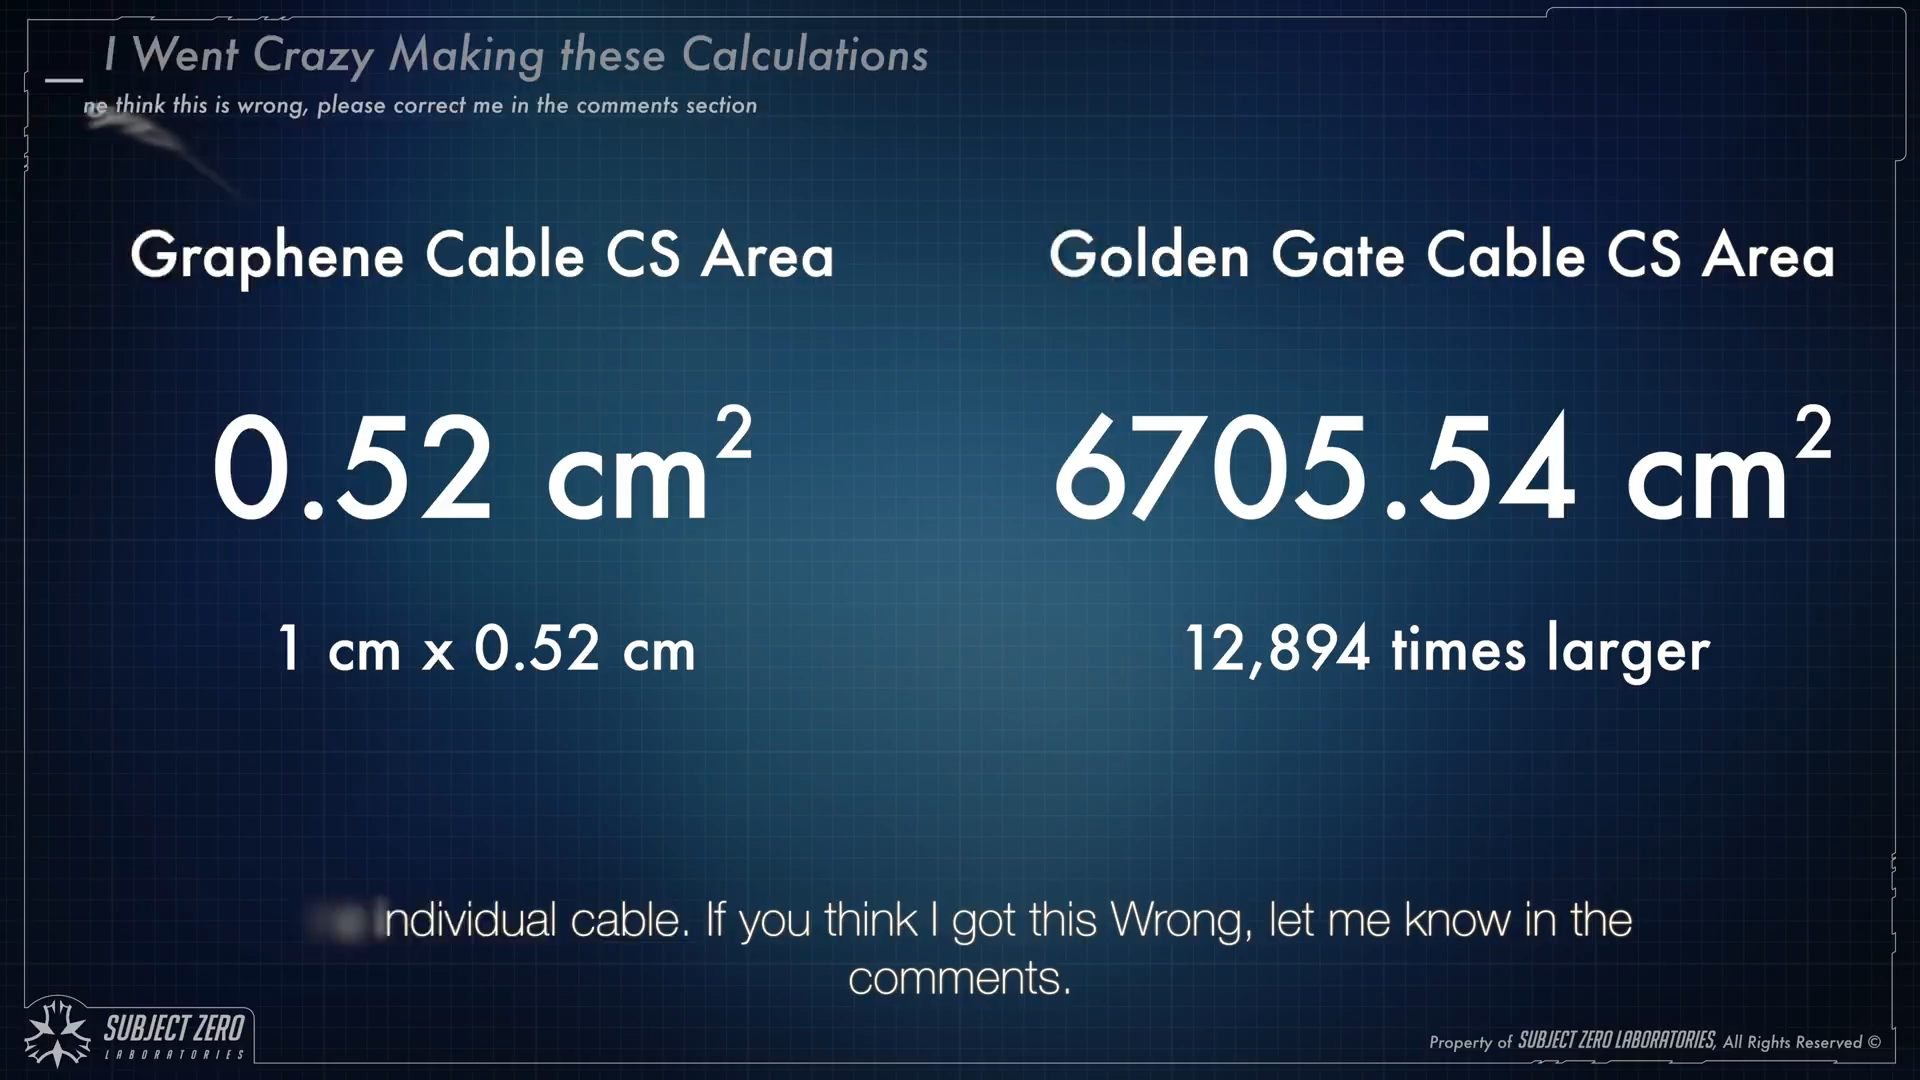 I Went Crazy Making these Calculations
think this is wrong, please correct me in the comments section
Graphene Cable CS Area
Golden Gate Cable CS Area
0.52 cm²
6705.54 cm²
1 cm x 0.52 cm
12,894 times larger
Individual cable. If you think I got this Wrong, let me know in the
comments.
SUBJECT ZERO
LABORATORIES
Property of SUBJECT ZERO LABORATORIES, All Rights Reserved ©